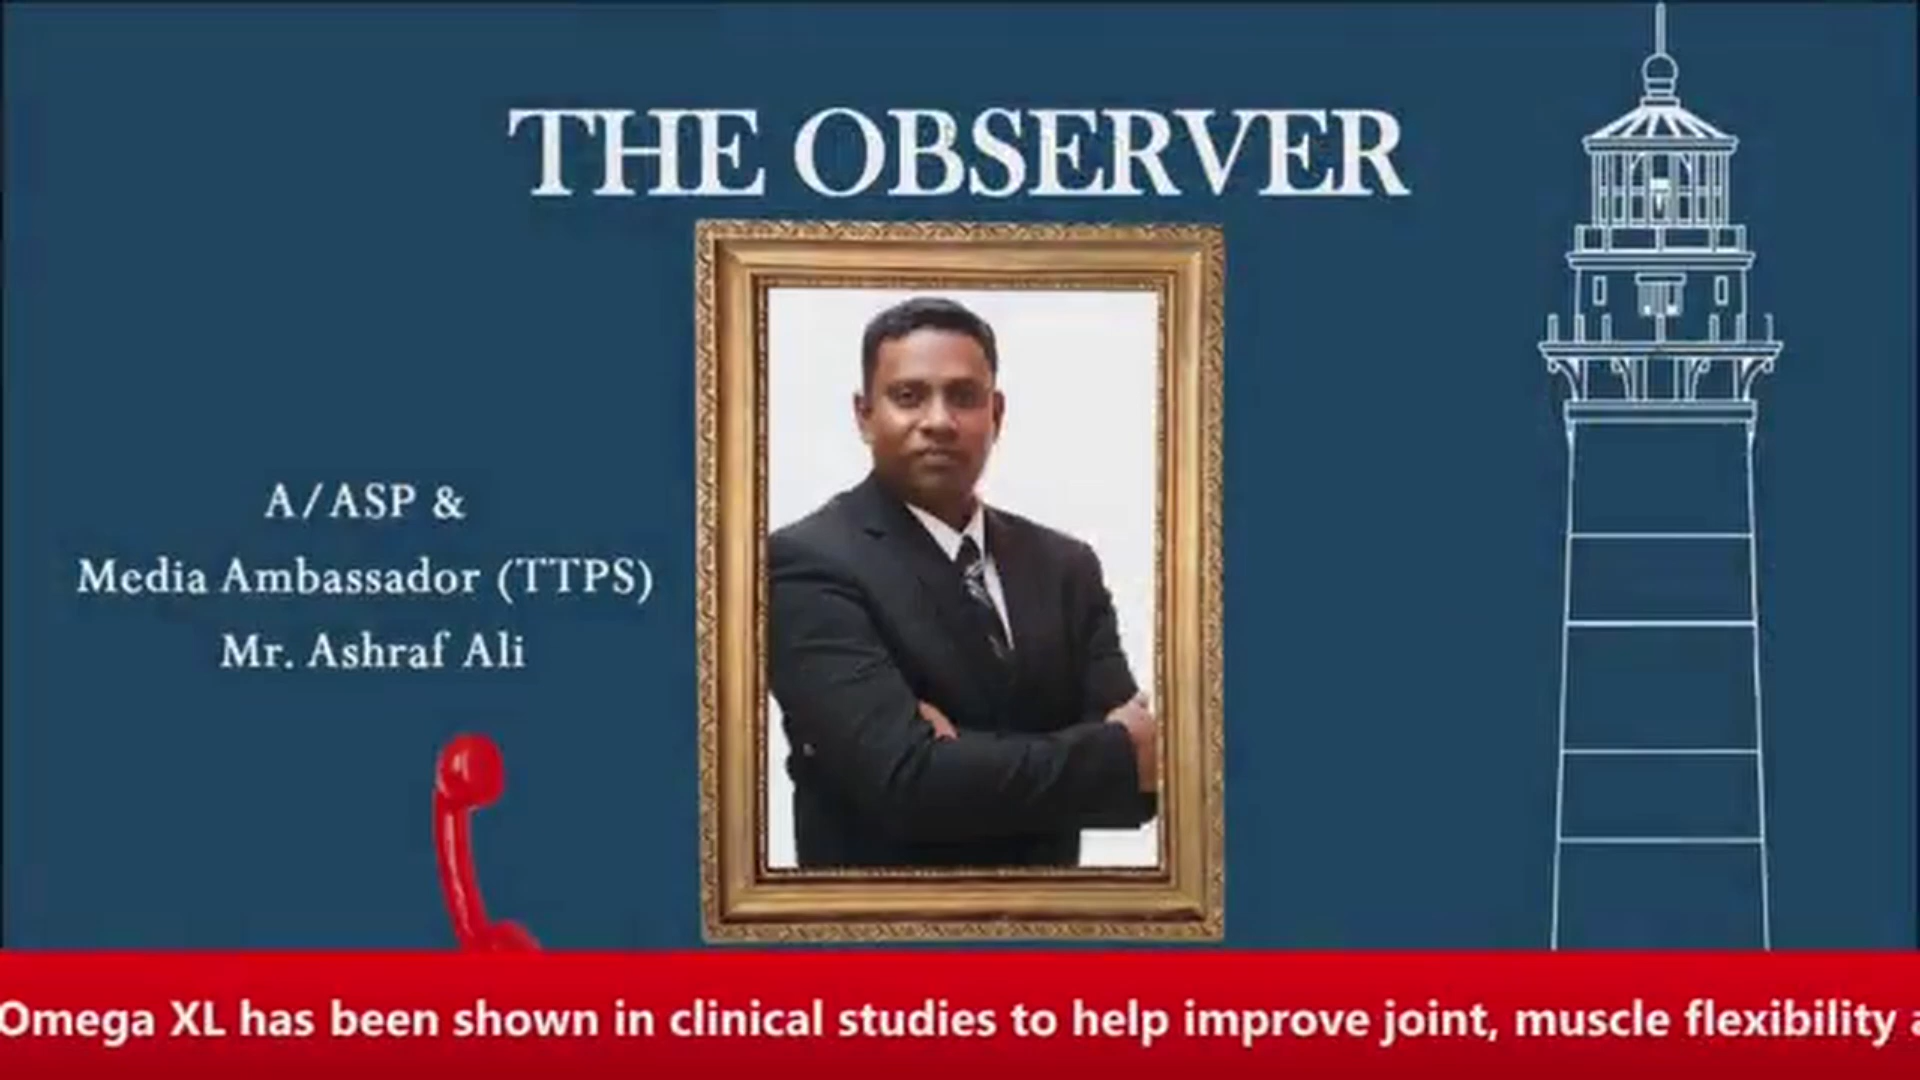 THE OBSERVER
A/ASP &
Media Ambassador (TTPS)
Mr. Ashraf Ali
Omega XL has been shown in clinical studies to help improve joint, muscle flexibility a